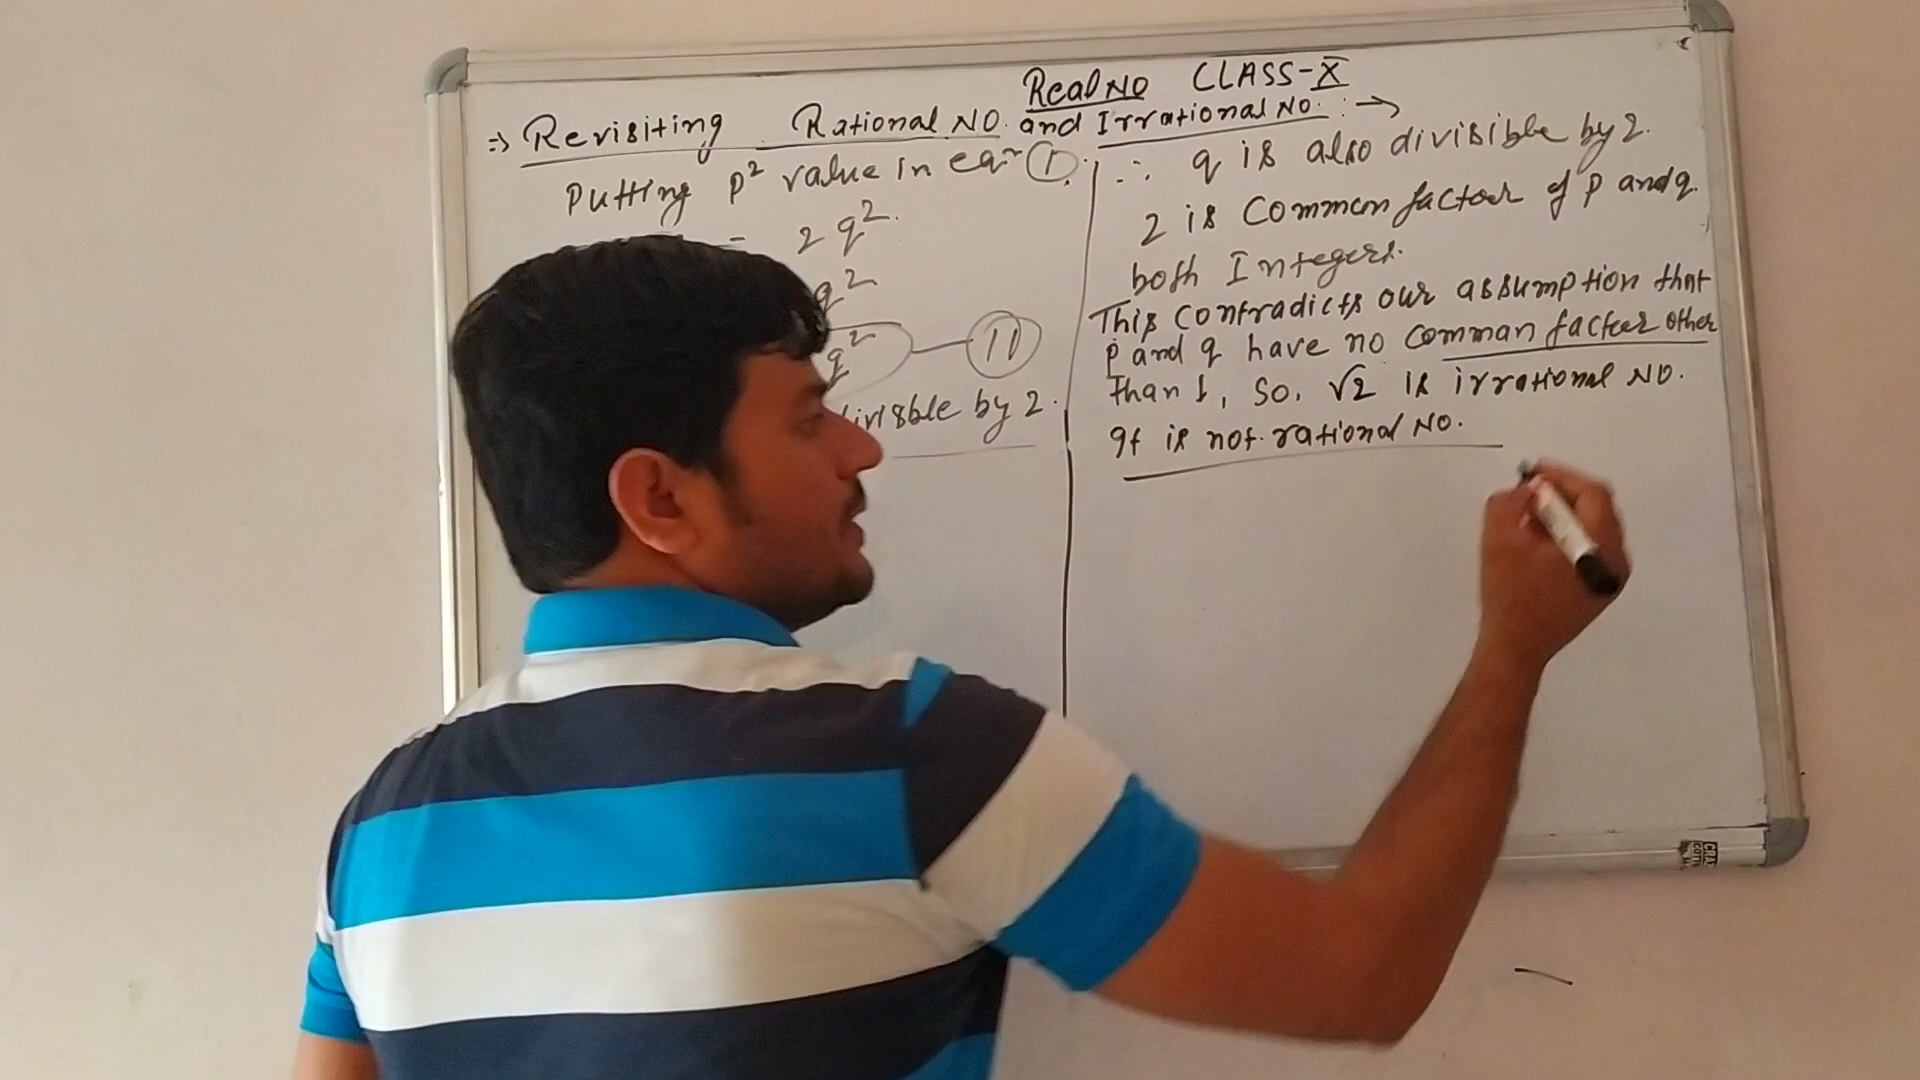 Real NO CLASS-X
=> Revisiting Rational NO. and Irrational NO. : →
Putting p² value in eqn (1).
= 2q².
q²
q² — (11)
divisible by 2.
∴ q is also divisible by 2.
2 is Common factor of p and q.
both Integers.
This contradicts our assumption that
p and q have no comman factor other
than 1, So, √2 is irrational NO.
It is not rational NO.